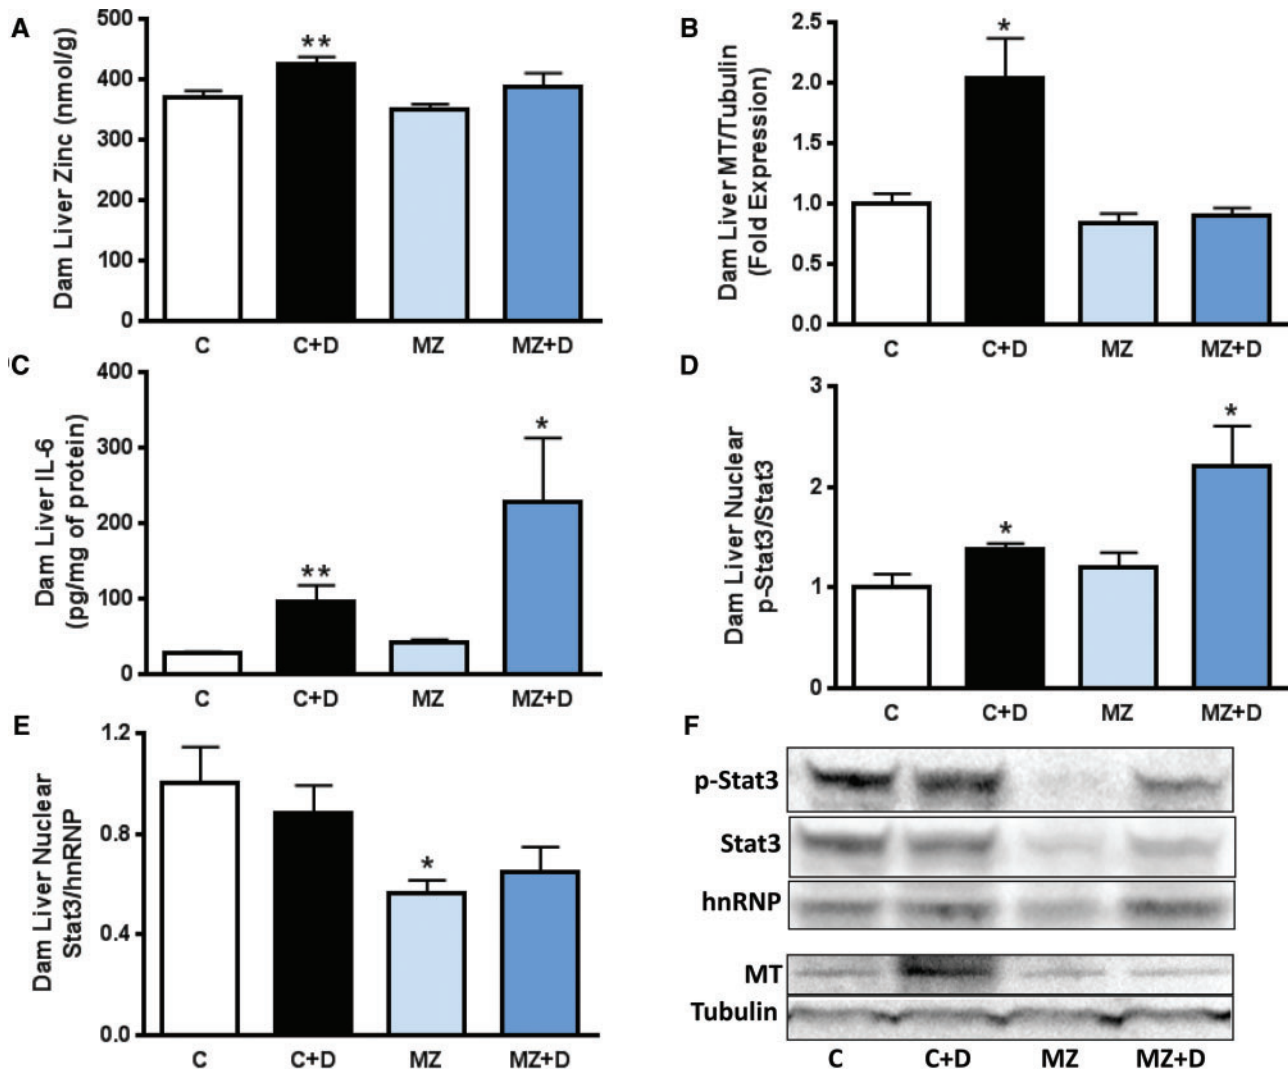 A
Dam Liver Zinc (nmol/g)
500
400
300
200
100
0
**
C
C+D
MZ
MZ+D
B
Dam Liver MT/Tubulin
(Fold Expression)
2.5
2.0
1.5
1.0
0.5
0.0
*
C
C+D
MZ
MZ+D
C
Dam Liver IL-6
(pg/mg of protein)
400
300
200
100
0
**
*
C
C+D
MZ
MZ+D
D
Dam Liver Nuclear
p-Stat3/Stat3
3
2
1
0
*
*
C
C+D
MZ
MZ+D
E
Dam Liver Nuclear
Stat3/hnRNP
1.2
0.8
0.4
0.0
*
C
C+D
MZ
MZ+D
F
p-Stat3
Stat3
hnRNP
MT
Tubulin
C
C+D
MZ
MZ+D